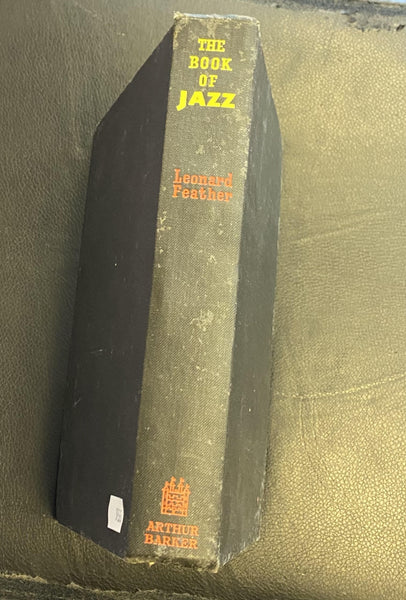 THE
BOOK
OF
JAZZ
Leonard
Feather
ARTHUR
BARKER